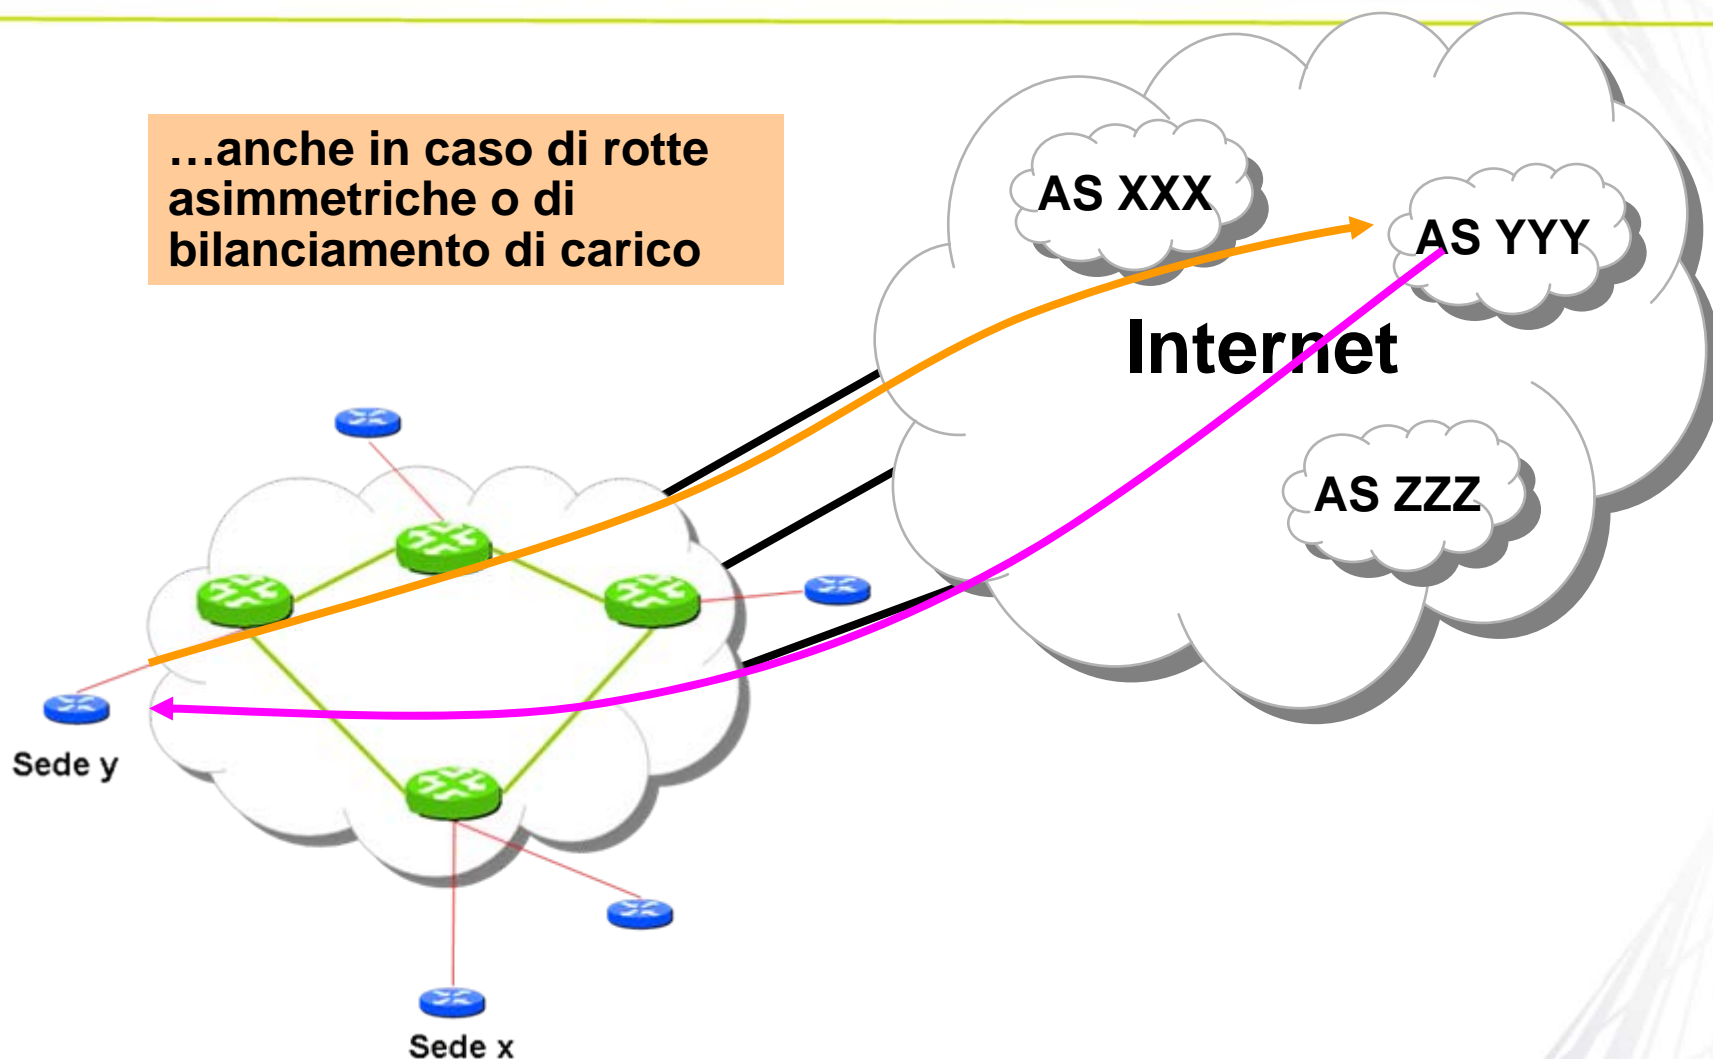 …anche in caso di rotte
asimmetriche o di
bilanciamento di carico
AS XXX
AS YYY
Internet
AS ZZZ
Sede y
Sede x